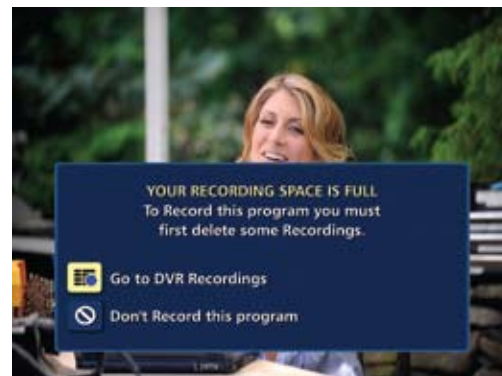 YOUR RECORDING SPACE IS FULL
To Record this program you must
first delete some Recordings.
Go to DVR Recordings
Don't Record this program